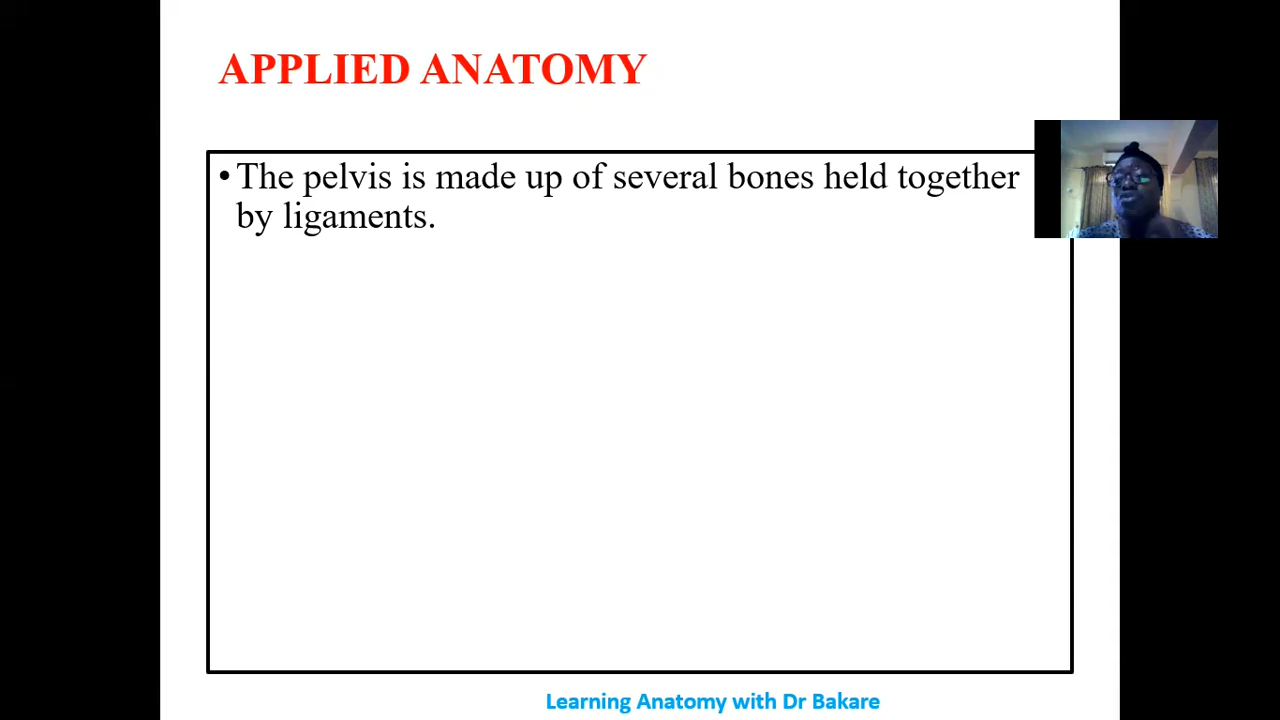 APPLIED ANATOMY
•The pelvis is made up of several bones held together
by ligaments.
Learning Anatomy with Dr Bakare